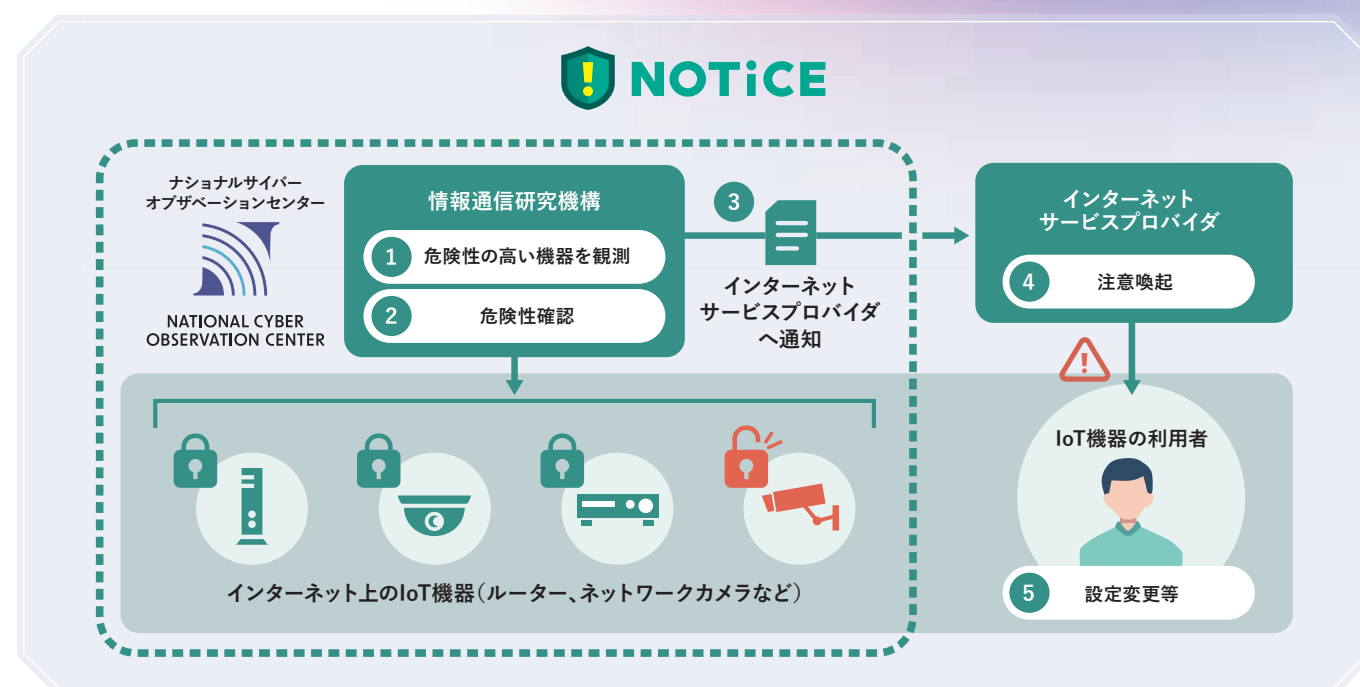 NOTiCE
ナショナルサイバー
オブザベーションセンター
NATIONAL CYBER
OBSERVATION CENTER
情報通信研究機構
1 危険性の高い機器を観測
2 危険性確認
3
インターネット
サービスプロバイダ
へ通知
インターネット
サービスプロバイダ
4 注意喚起
インターネット上のIoT機器(ルーター、ネットワークカメラなど)
IoT機器の利用者
5 設定変更等